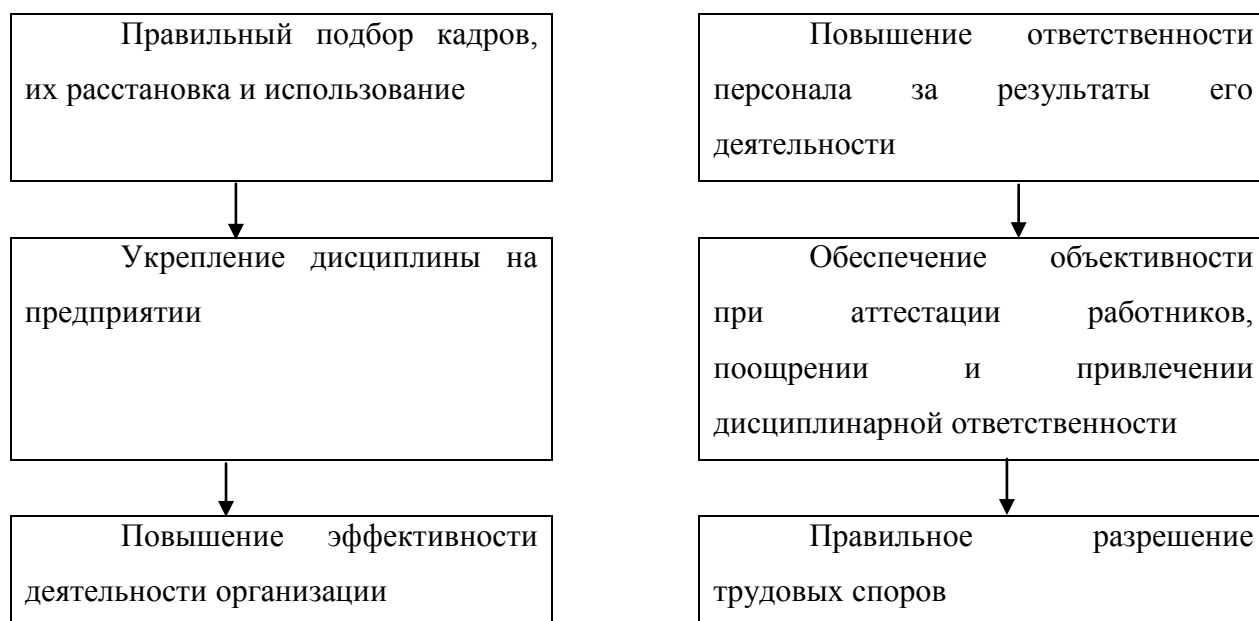 Правильный подбор кадров,
их расстановка и использование
Укрепление дисциплины на
предприятии
Повышение эффективности
деятельности организации
Повышение ответственности
персонала за результаты его
деятельности
Обеспечение объективности
при аттестации работников,
поощрении и привлечении
дисциплинарной ответственности
Правильное разрешение
трудовых споров